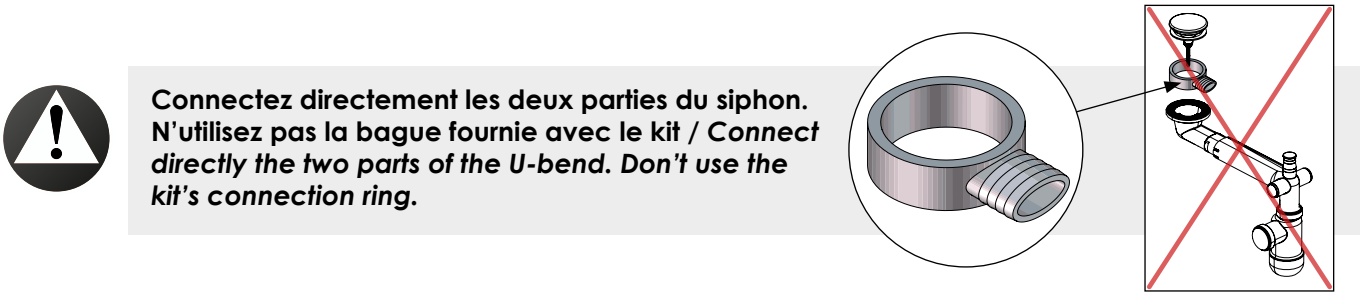 Connectez directement les deux parties du siphon.
N’utilisez pas la bague fournie avec le kit / Connect
directly the two parts of the U-bend. Don’t use the
kit’s connection ring.